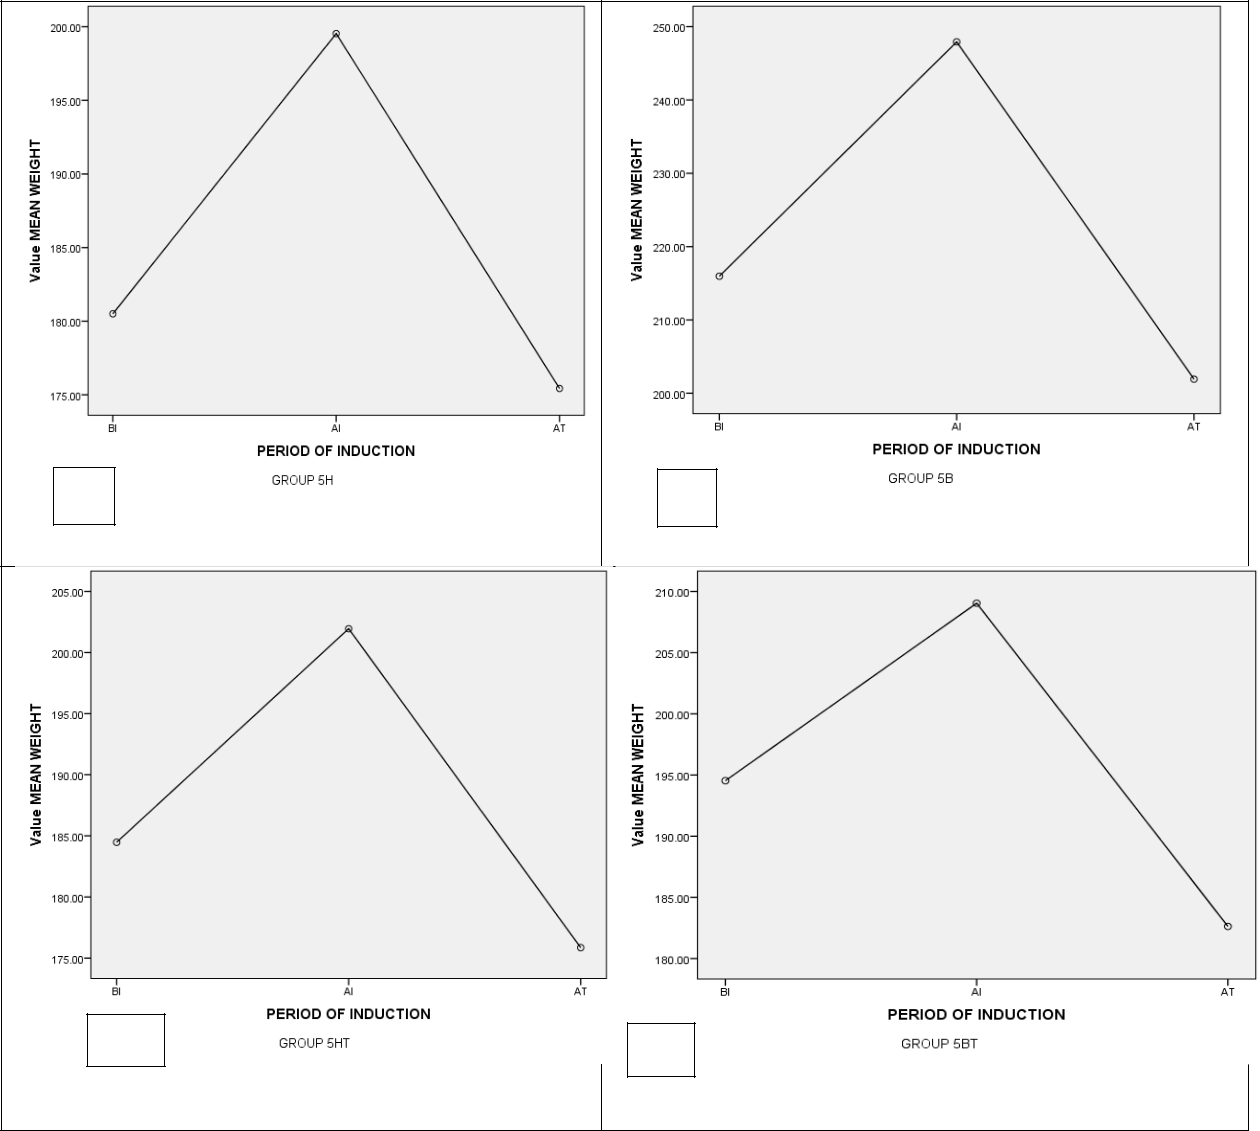 200.00
195.00
190.00
185.00
180.00
175.00
Value MEAN WEIGHT
BI AI AT
PERIOD OF INDUCTION
GROUP 5H
250.00
240.00
230.00
220.00
210.00
200.00
Value MEAN WEIGHT
BI AI AT
PERIOD OF INDUCTION
GROUP 5B
205.00
200.00
195.00
190.00
185.00
180.00
175.00
Value MEAN WEIGHT
BI AI AT
PERIOD OF INDUCTION
GROUP 5HT
210.00
205.00
200.00
195.00
190.00
185.00
180.00
Value MEAN WEIGHT
BI AI AT
PERIOD OF INDUCTION
GROUP 5BT